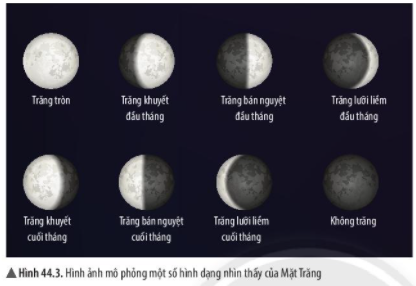 Trăng tròn
Trăng khuyết
đầu tháng
Trăng bán nguyệt
đầu tháng
Trăng lưỡi liềm
đầu tháng
Trăng khuyết
cuối tháng
Trăng bán nguyệt
cuối tháng
Trăng lưỡi liềm
cuối tháng
Không trăng
▲ Hình 44.3. Hình ảnh mô phỏng một số hình dạng nhìn thấy của Mặt Trăng